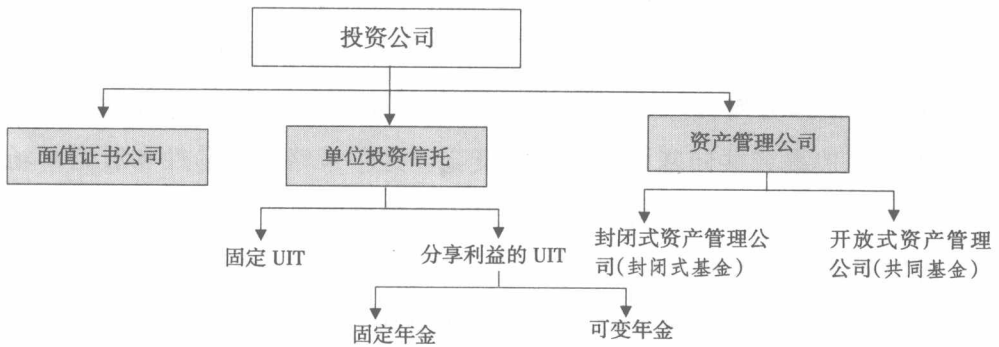 投资公司
面值证书公司
单位投资信托
资产管理公司
固定 UIT
分享利益的 UIT
封闭式资产管理公
司(封闭式基金)
开放式资产管理
公司(共同基金)
固定年金
可变年金